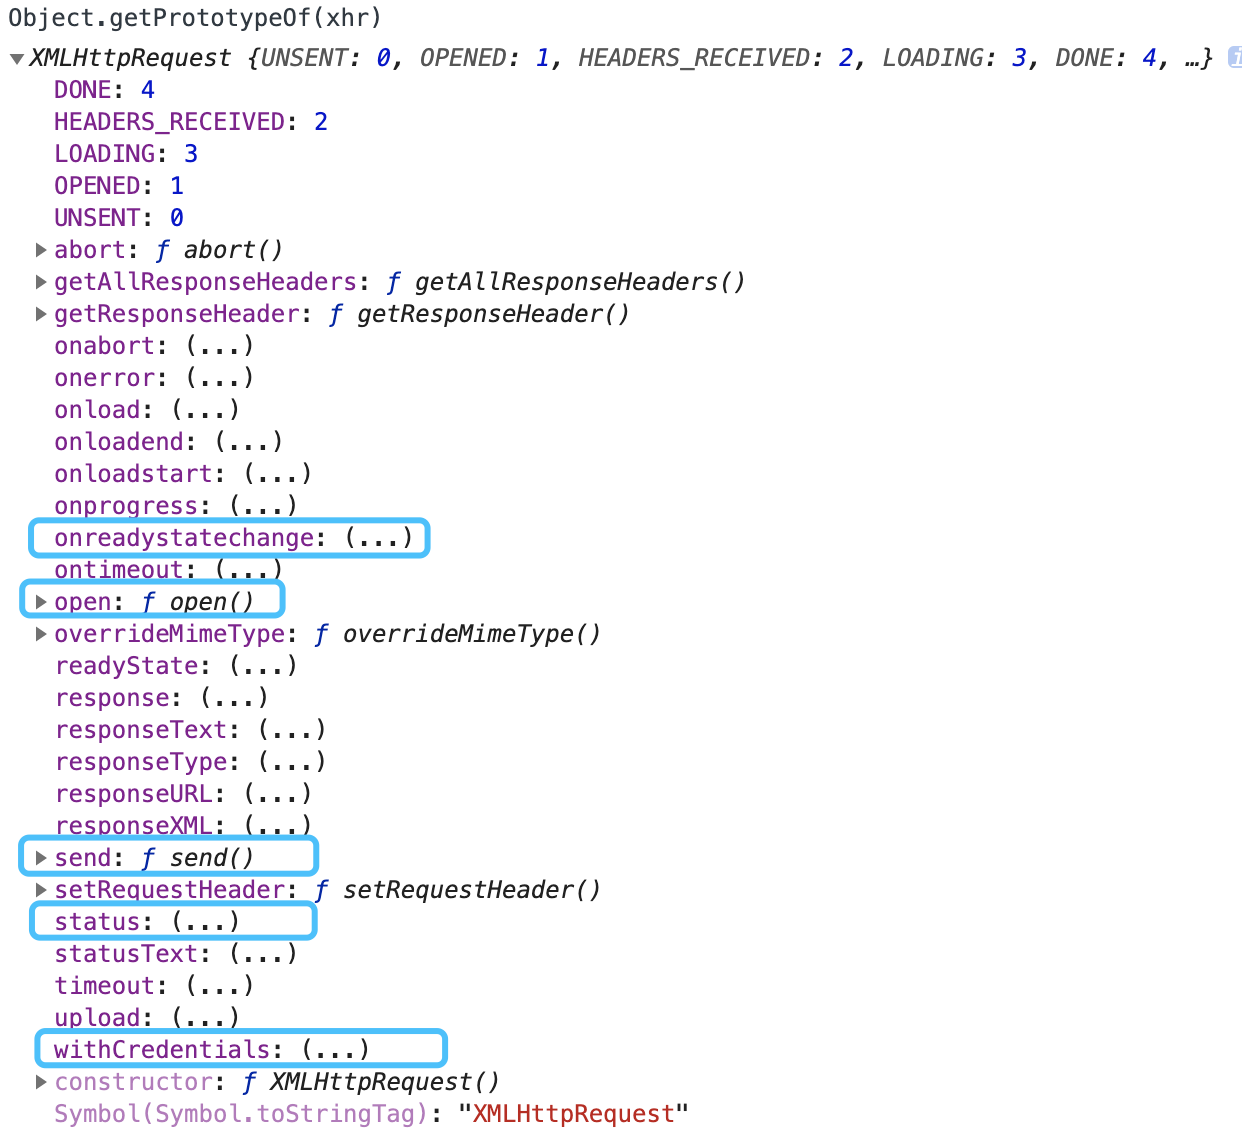 Object.getPrototypeOf(xhr)
XMLHttpRequest {UNSENT: 0, OPENED: 1, HEADERS_RECEIVED: 2, LOADING: 3, DONE: 4, …} i
DONE: 4
HEADERS_RECEIVED: 2
LOADING: 3
OPENED: 1
UNSENT: 0
abort: ƒ abort()
getAllResponseHeaders: ƒ getAllResponseHeaders()
getResponseHeader: ƒ getResponseHeader()
onabort: (...)
onerror: (...)
onload: (...)
onloadend: (...)
onloadstart: (...)
onprogress: (...)
onreadystatechange: (...)
ontimeout: (...)
open: ƒ open()
overrideMimeType: ƒ overrideMimeType()
readyState: (...)
response: (...)
responseText: (...)
responseType: (...)
responseURL: (...)
responseXML: (...)
send: ƒ send()
setRequestHeader: ƒ setRequestHeader()
status: (...)
statusText: (...)
timeout: (...)
upload: (...)
withCredentials: (...)
constructor: ƒ XMLHttpRequest()
Symbol(Symbol.toStringTag): "XMLHttpRequest"